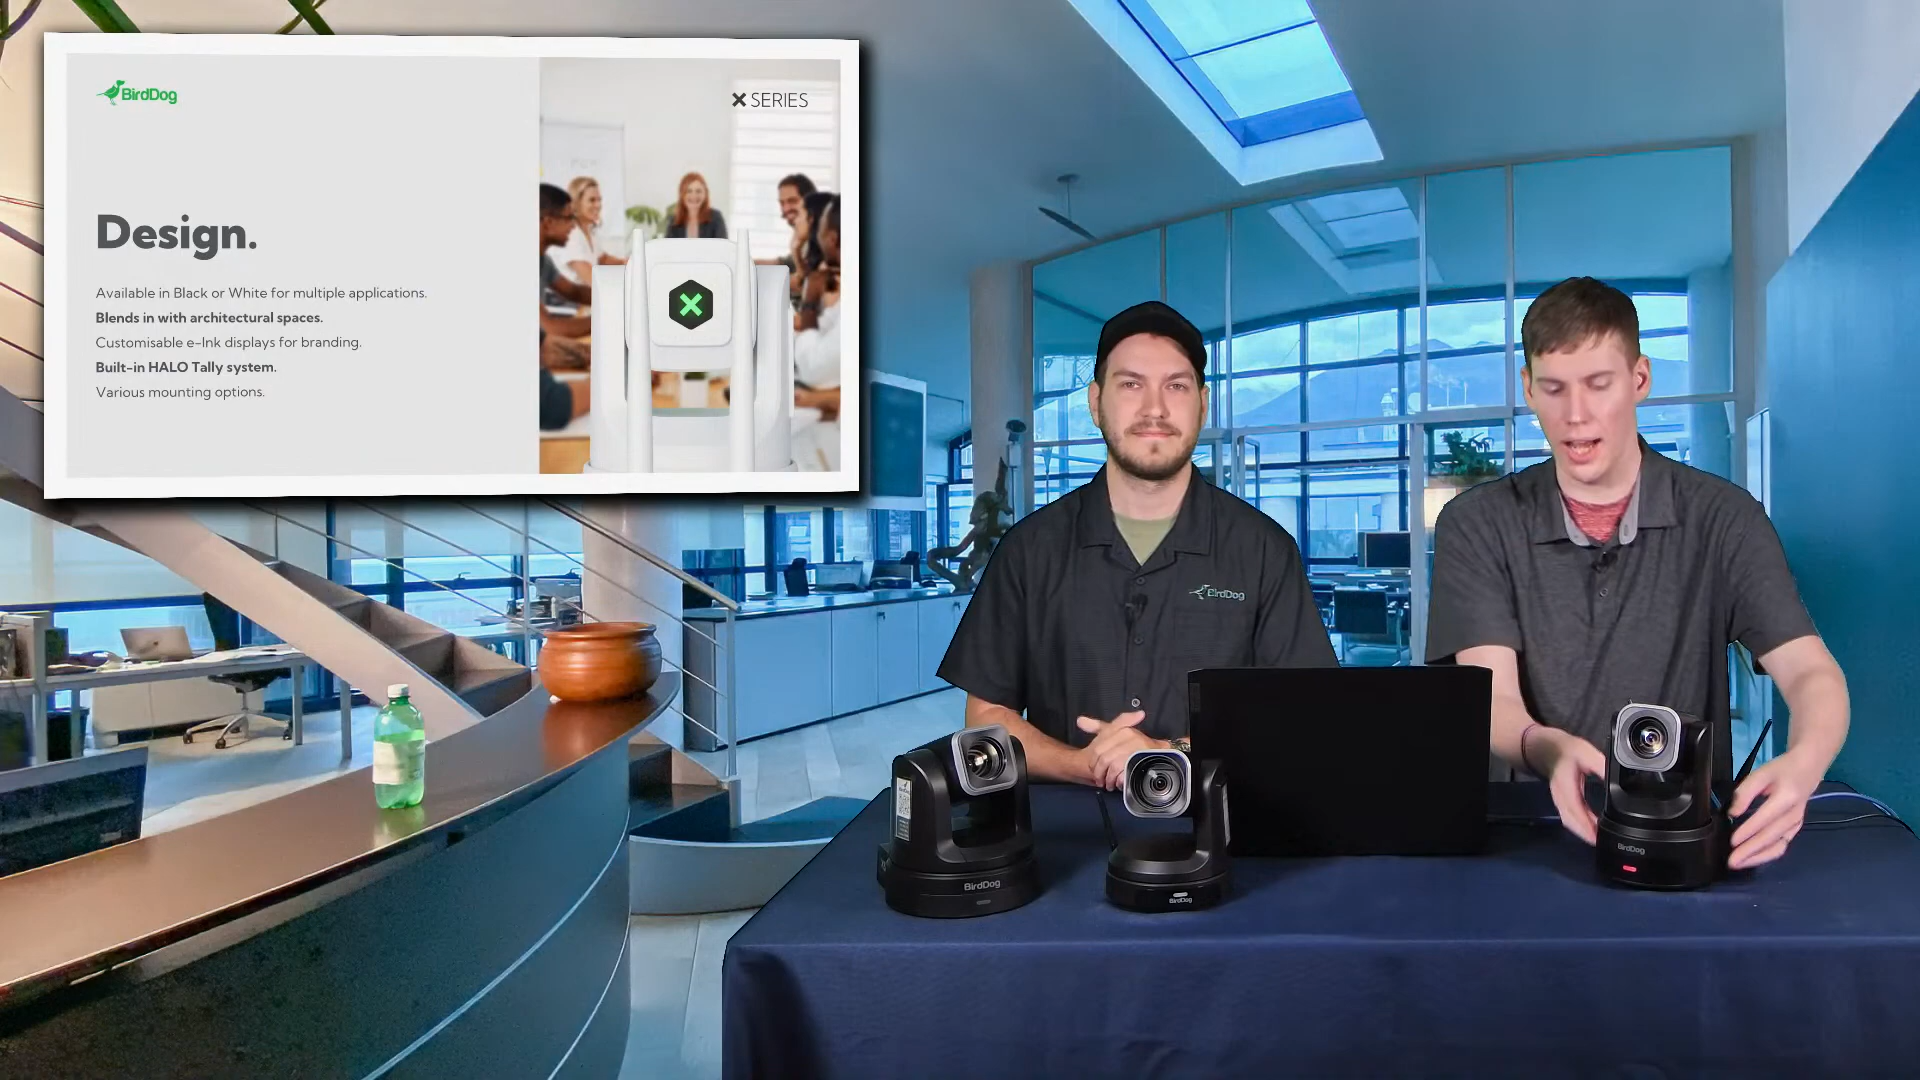 BirdDog
X SERIES
Design.
Available in Black or White for multiple applications.
Blends in with architectural spaces.
Customisable e-Ink displays for branding.
Built-in HALO Tally system.
Various mounting options.
BirdDog
BirdDog
BirdDog
BirdDog